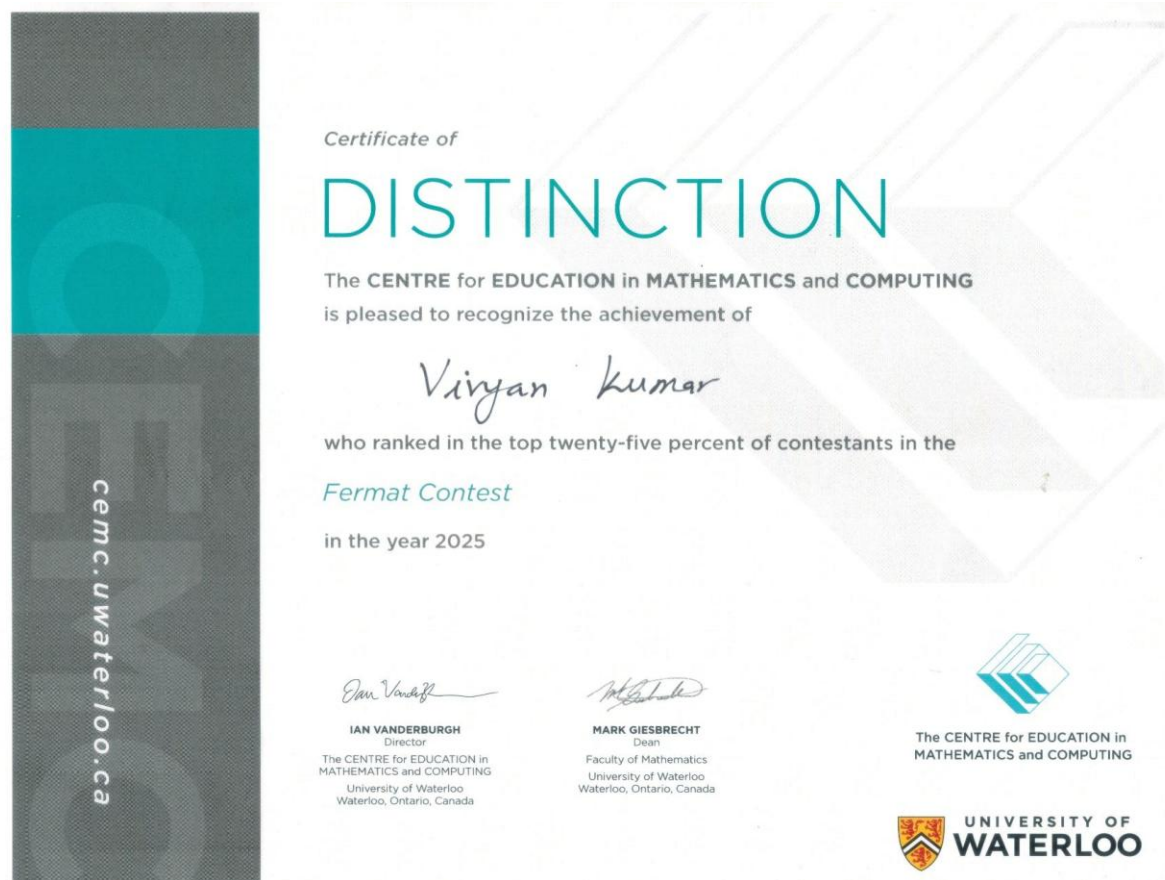 Certificate of
DISTINCTION
The CENTRE for EDUCATION in MATHEMATICS and COMPUTING
is pleased to recognize the achievement of
Viryan Kumar
who ranked in the top twenty-five percent of contestants in the
Fermat Contest
in the year 2025
CEMC
cemc.uwaterloo.ca
IAN VANDERBURGH
Director
The CENTRE for EDUCATION in
MATHEMATICS and COMPUTING
University of Waterloo
Waterloo, Ontario, Canada
MARK GIESBRECHT
Dean
Faculty of Mathematics
University of Waterloo
Waterloo, Ontario, Canada
The CENTRE for EDUCATION in
MATHEMATICS and COMPUTING
UNIVERSITY OF
WATERLOO